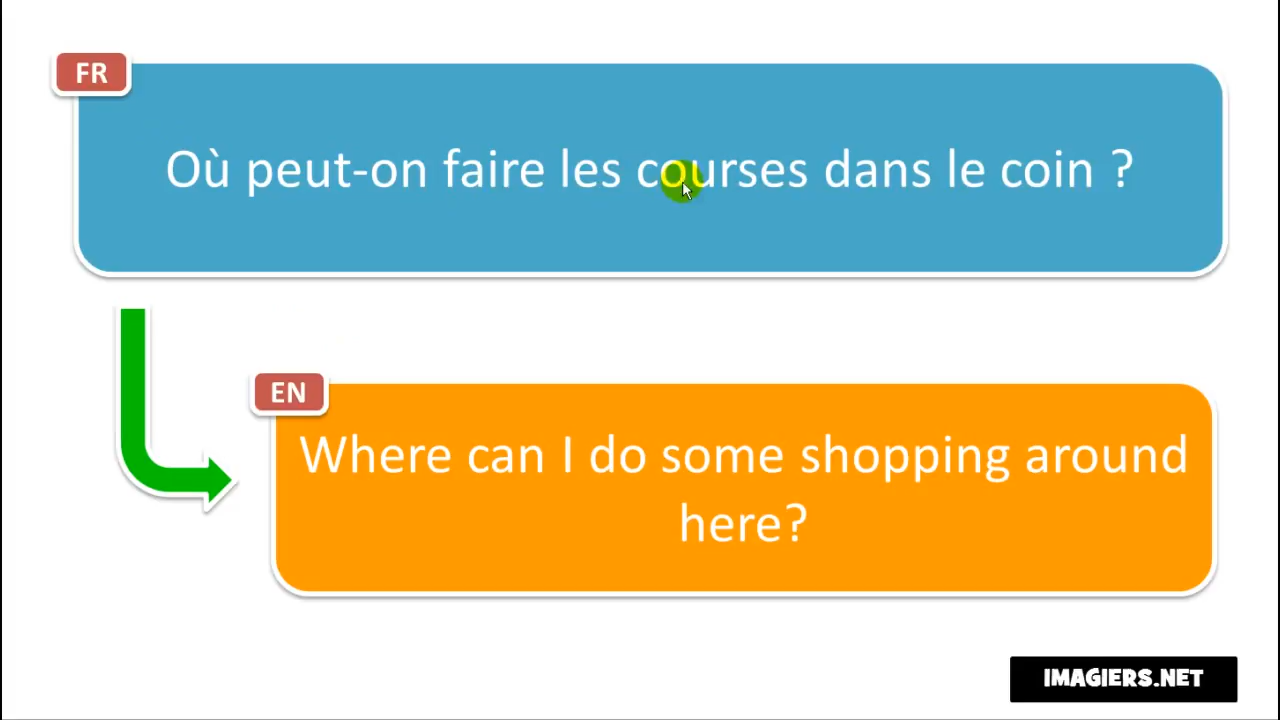 FR
Où peut-on faire les courses dans le coin ?
EN
Where can I do some shopping around
here?
IMAGIERS.NET